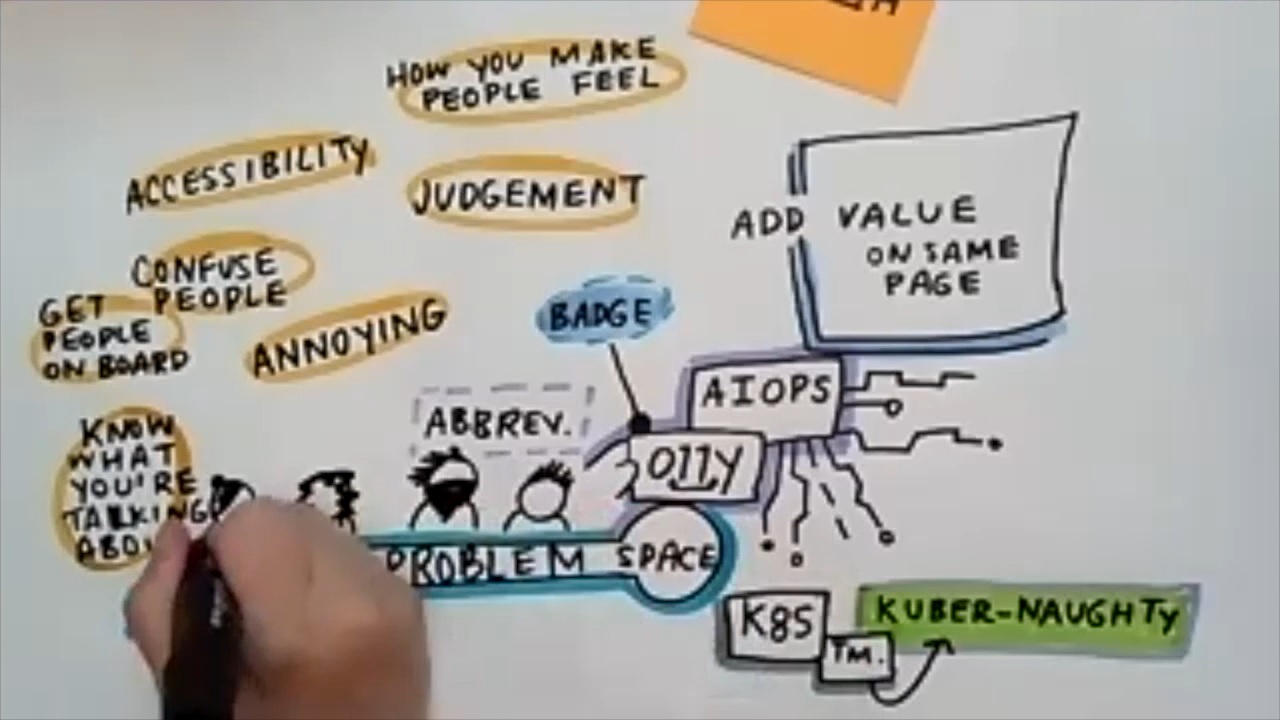 HOW YOU MAKE
PEOPLE FEEL
ACCESSIBILITY
JUDGEMENT
CONFUSE
PEOPLE
GET
PEOPLE
ON BOARD
ANNOYING
ADD VALUE
ON SAME
PAGE
BADGE
AIOPS
ABBREV.
O11Y
KNOW
WHAT
YOU'RE
TALKING
PROBLEM SPACE
K8S
TM.
KUBER-NAUGHTY